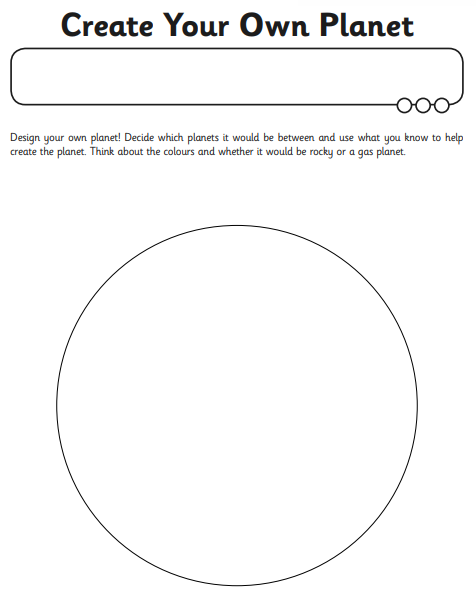 Create Your Own Planet
Design your own planet! Decide which planets it would be between and use what you know to help
create the planet. Think about the colours and whether it would be rocky or a gas planet.